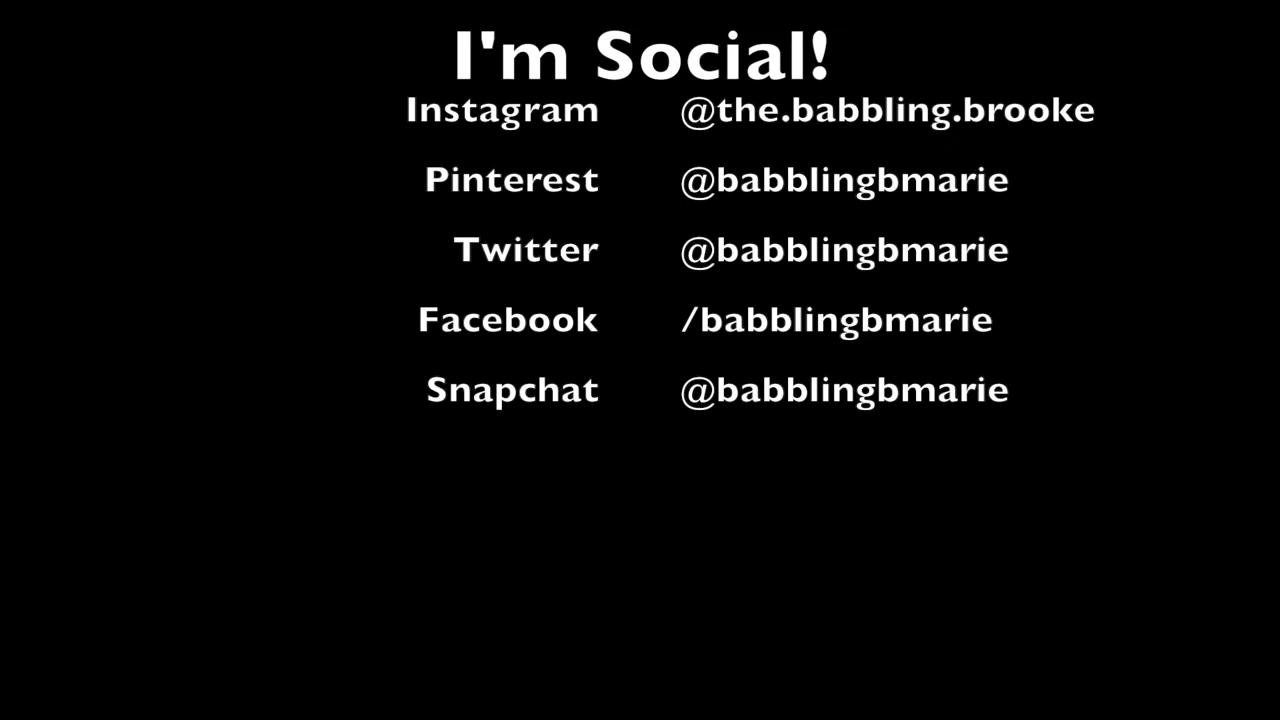 I'm Social!
Instagram @the.babbling.brooke
Pinterest @babblingbmarie
Twitter @babblingbmarie
Facebook /babblingbmarie
Snapchat @babblingbmarie